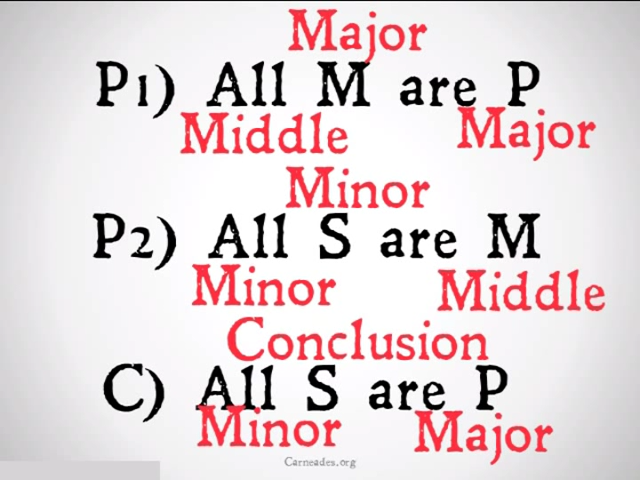 Major
P1) All M are P
Middle Major
Minor
P2) All S are M
Minor Middle
Conclusion
C) All S are P
Minor Major
Carneades.org